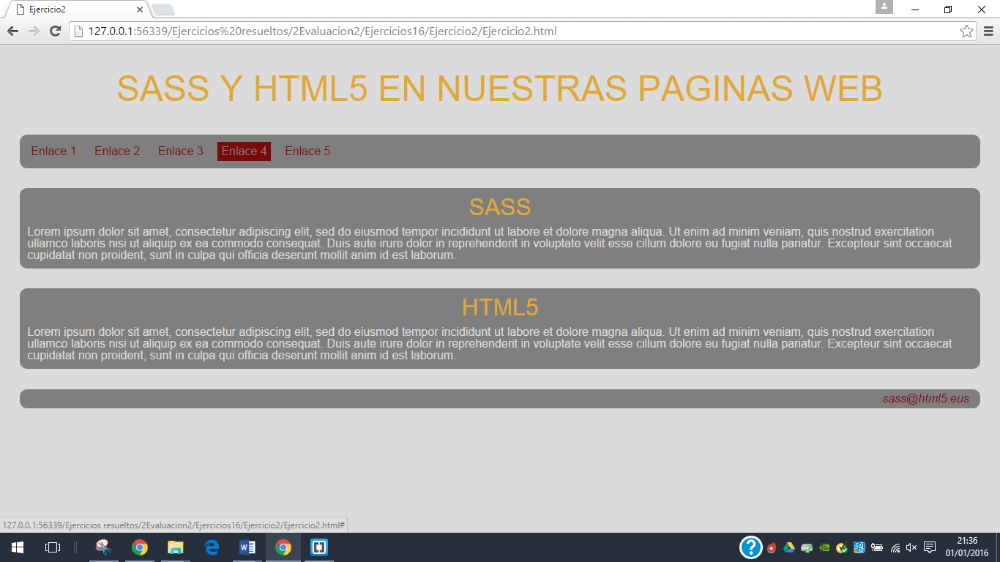 Ejercicio2
127.0.0.1:56339/Ejercicios%20resueltos/2Evaluacion2/Ejercicios16/Ejercicio2/Ejercicio2.html
SASS Y HTML5 EN NUESTRAS PAGINAS WEB
Enlace 1 Enlace 2 Enlace 3 Enlace 4 Enlace 5
SASS
Lorem ipsum dolor sit amet, consectetur adipiscing elit, sed do eiusmod tempor incididunt ut labore et dolore magna aliqua. Ut enim ad minim veniam, quis nostrud exercitation
ullamco laboris nisi ut aliquip ex ea commodo consequat. Duis aute irure dolor in reprehenderit in voluptate velit esse cillum dolore eu fugiat nulla pariatur. Excepteur sint occaecat
cupidatat non proident, sunt in culpa qui officia deserunt mollit anim id est laborum.
HTML5
Lorem ipsum dolor sit amet, consectetur adipiscing elit, sed do eiusmod tempor incididunt ut labore et dolore magna aliqua. Ut enim ad minim veniam, quis nostrud exercitation
ullamco laboris nisi ut aliquip ex ea commodo consequat. Duis aute irure dolor in reprehenderit in voluptate velit esse cillum dolore eu fugiat nulla pariatur. Excepteur sint occaecat
cupidatat non proident, sunt in culpa qui officia deserunt mollit anim id est laborum.
sass@html5.eus
127.0.0.1:56339/Ejercicios resueltos/2Evaluacion2/Ejercicios16/Ejercicio2/Ejercicio2.html#
21:36
01/01/2016